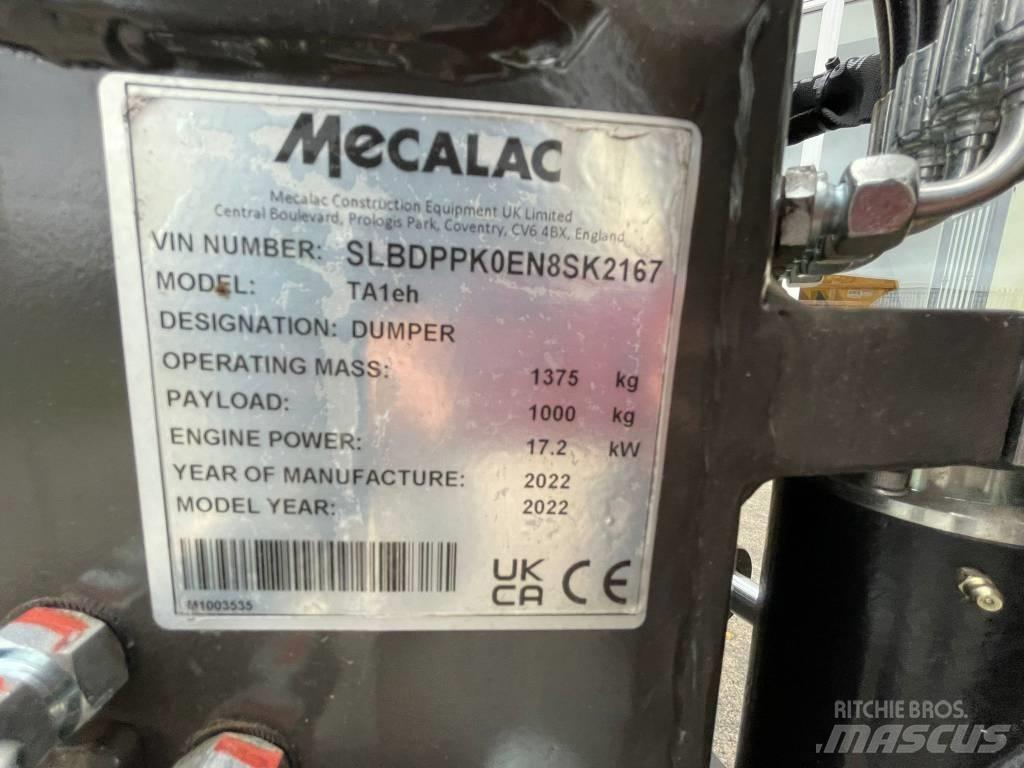 MECALAC
Mecalac Construction Equipment UK Limited
Central Boulevard, Prologis Park, Coventry, CV6 4BX, England
VIN NUMBER: SLBDPPK0EN8SK2167
MODEL: TA1eh
DESIGNATION: DUMPER
OPERATING MASS: 1375 kg
PAYLOAD: 1000 kg
ENGINE POWER: 17.2 kW
YEAR OF MANUFACTURE: 2022
MODEL YEAR: 2022
M1003535
UK
CA CE
RITCHIE BROS.
MASCUS